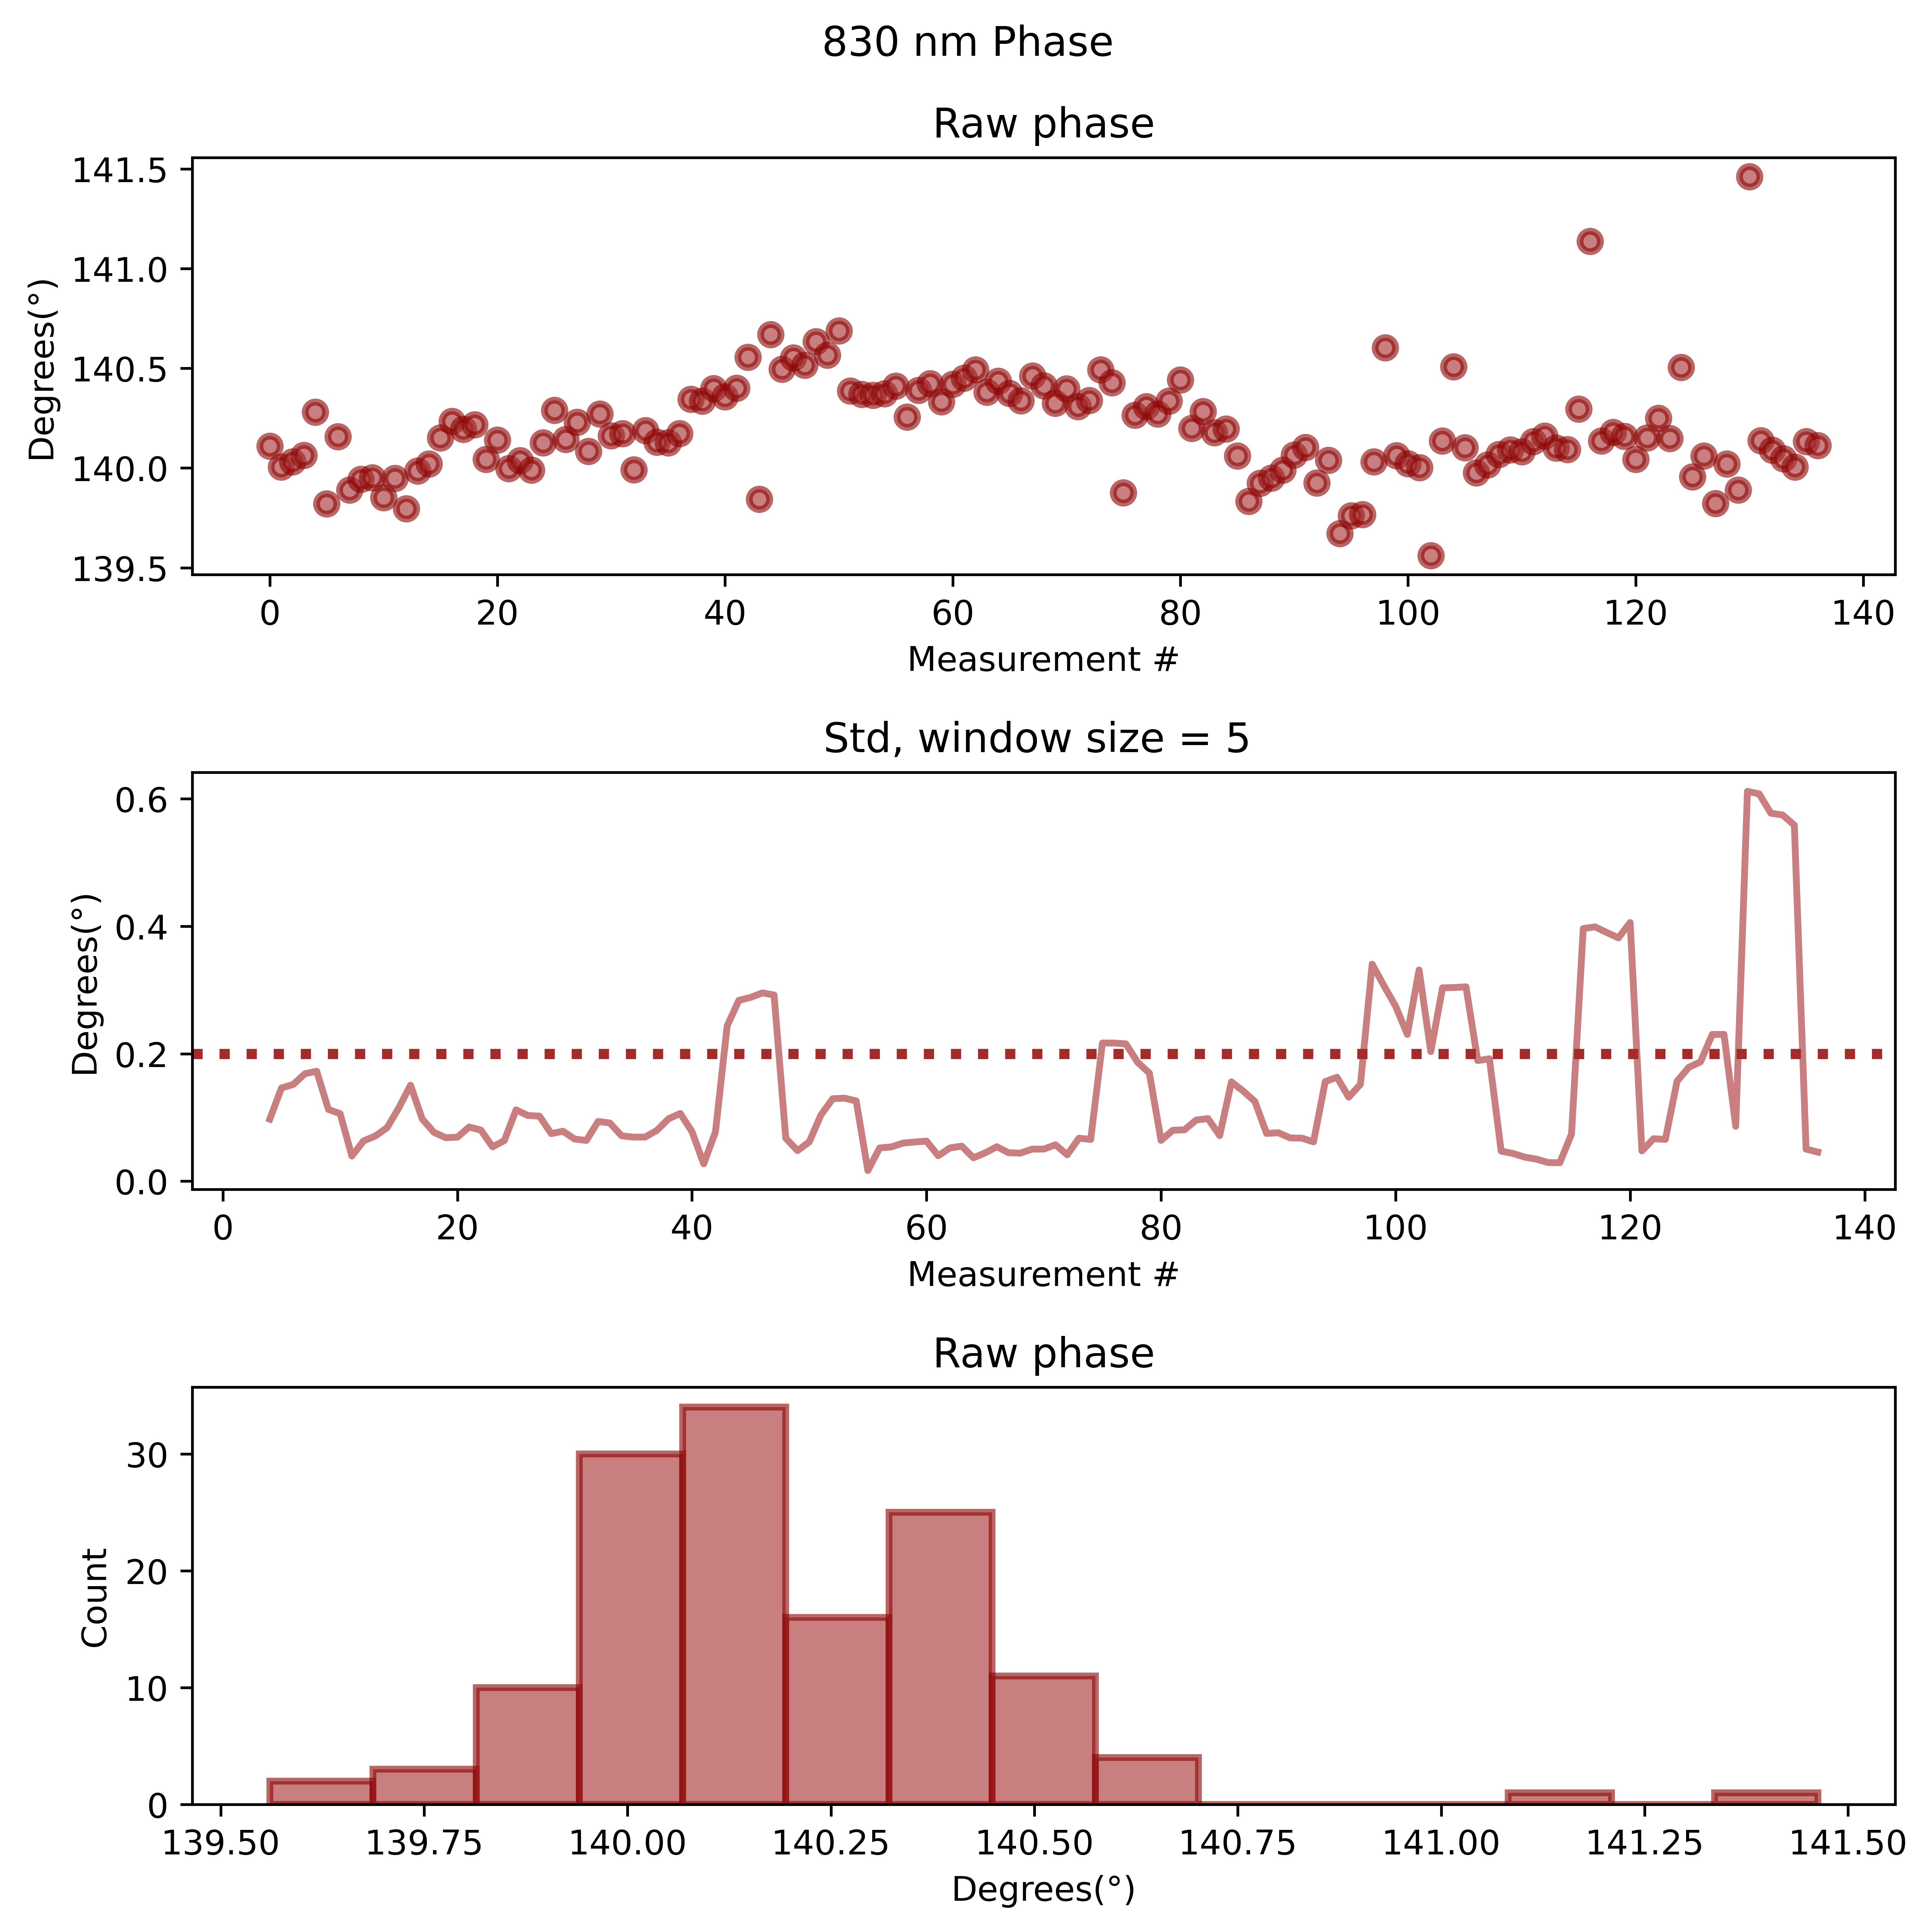 830 nm Phase
Raw phase
141.5
141.0
140.5
140.0
139.5
Degrees(°)
0 20 40 60 80 100 120 140
Measurement #
Std, window size = 5
0.6
0.4
0.2
0.0
Degrees(°)
0 20 40 60 80 100 120 140
Measurement #
Raw phase
30
20
10
0
Count
139.50 139.75 140.00 140.25 140.50 140.75 141.00 141.25 141.50
Degrees(°)